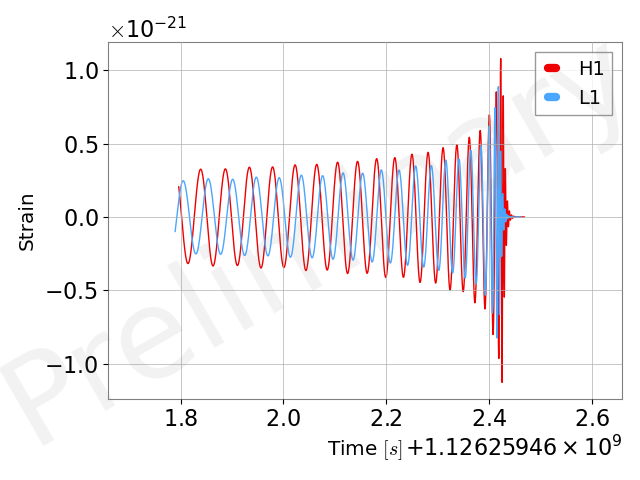 ×10⁻²¹
H1
L1
1.0
0.5
0.0
−0.5
−1.0
Strain
1.8 2.0 2.2 2.4 2.6
Time [s] +1.12625946 × 10⁹
Preliminary